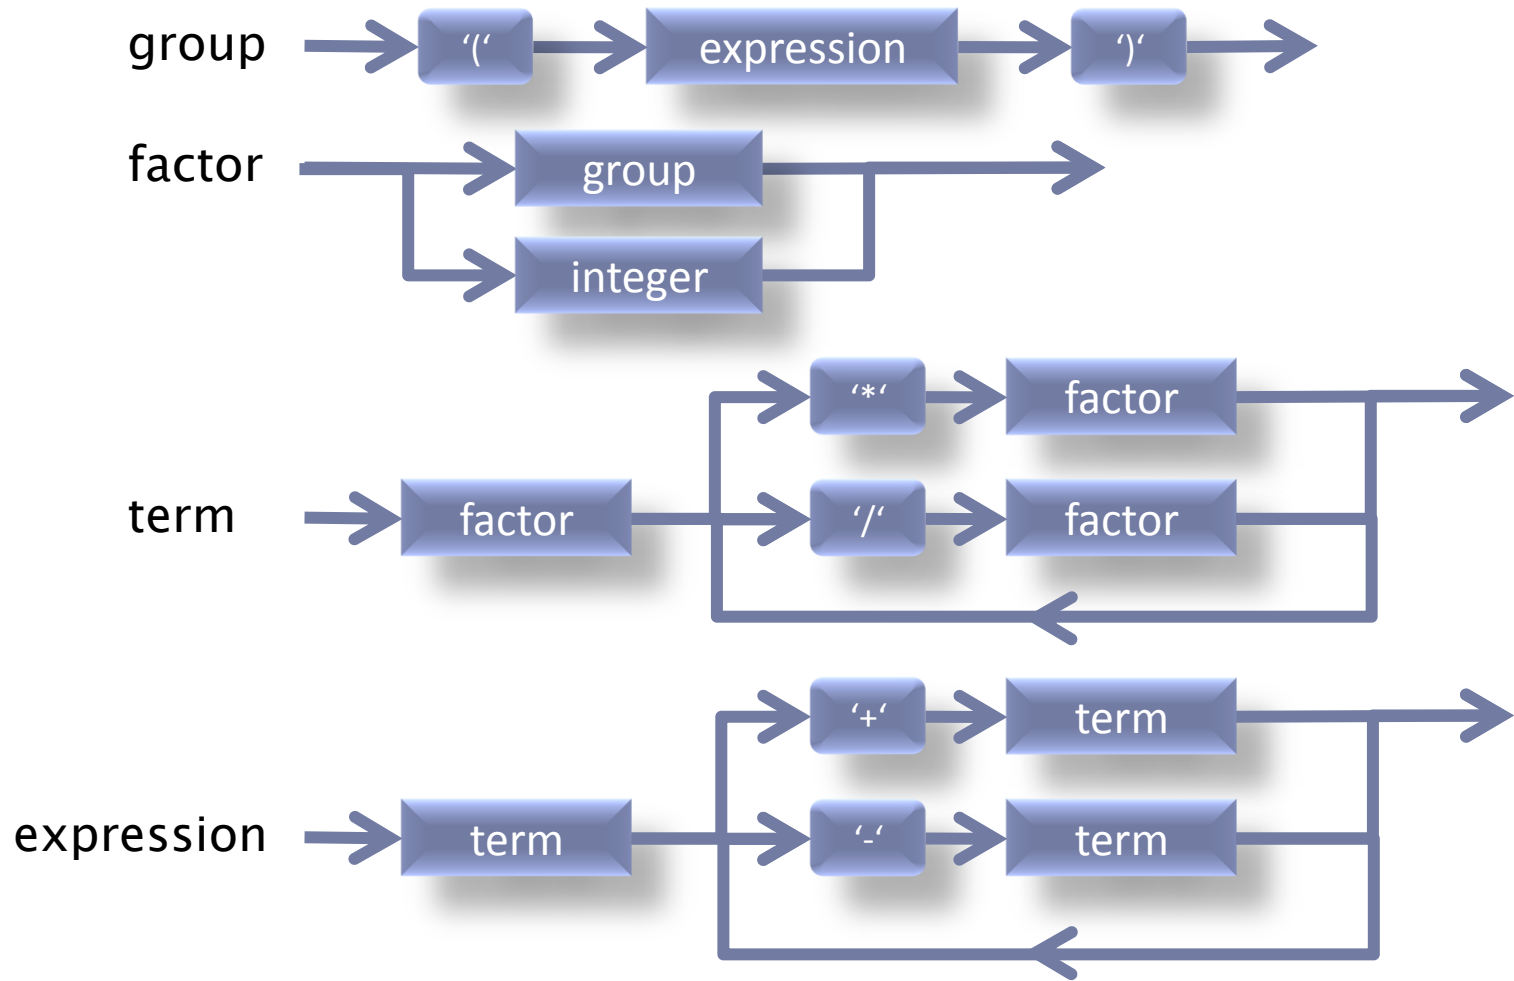 group ‘(‘ expression ‘)‘
factor group
integer
‘*‘ factor
term factor ‘/‘ factor
‘+‘ term
expression term ‘-‘ term